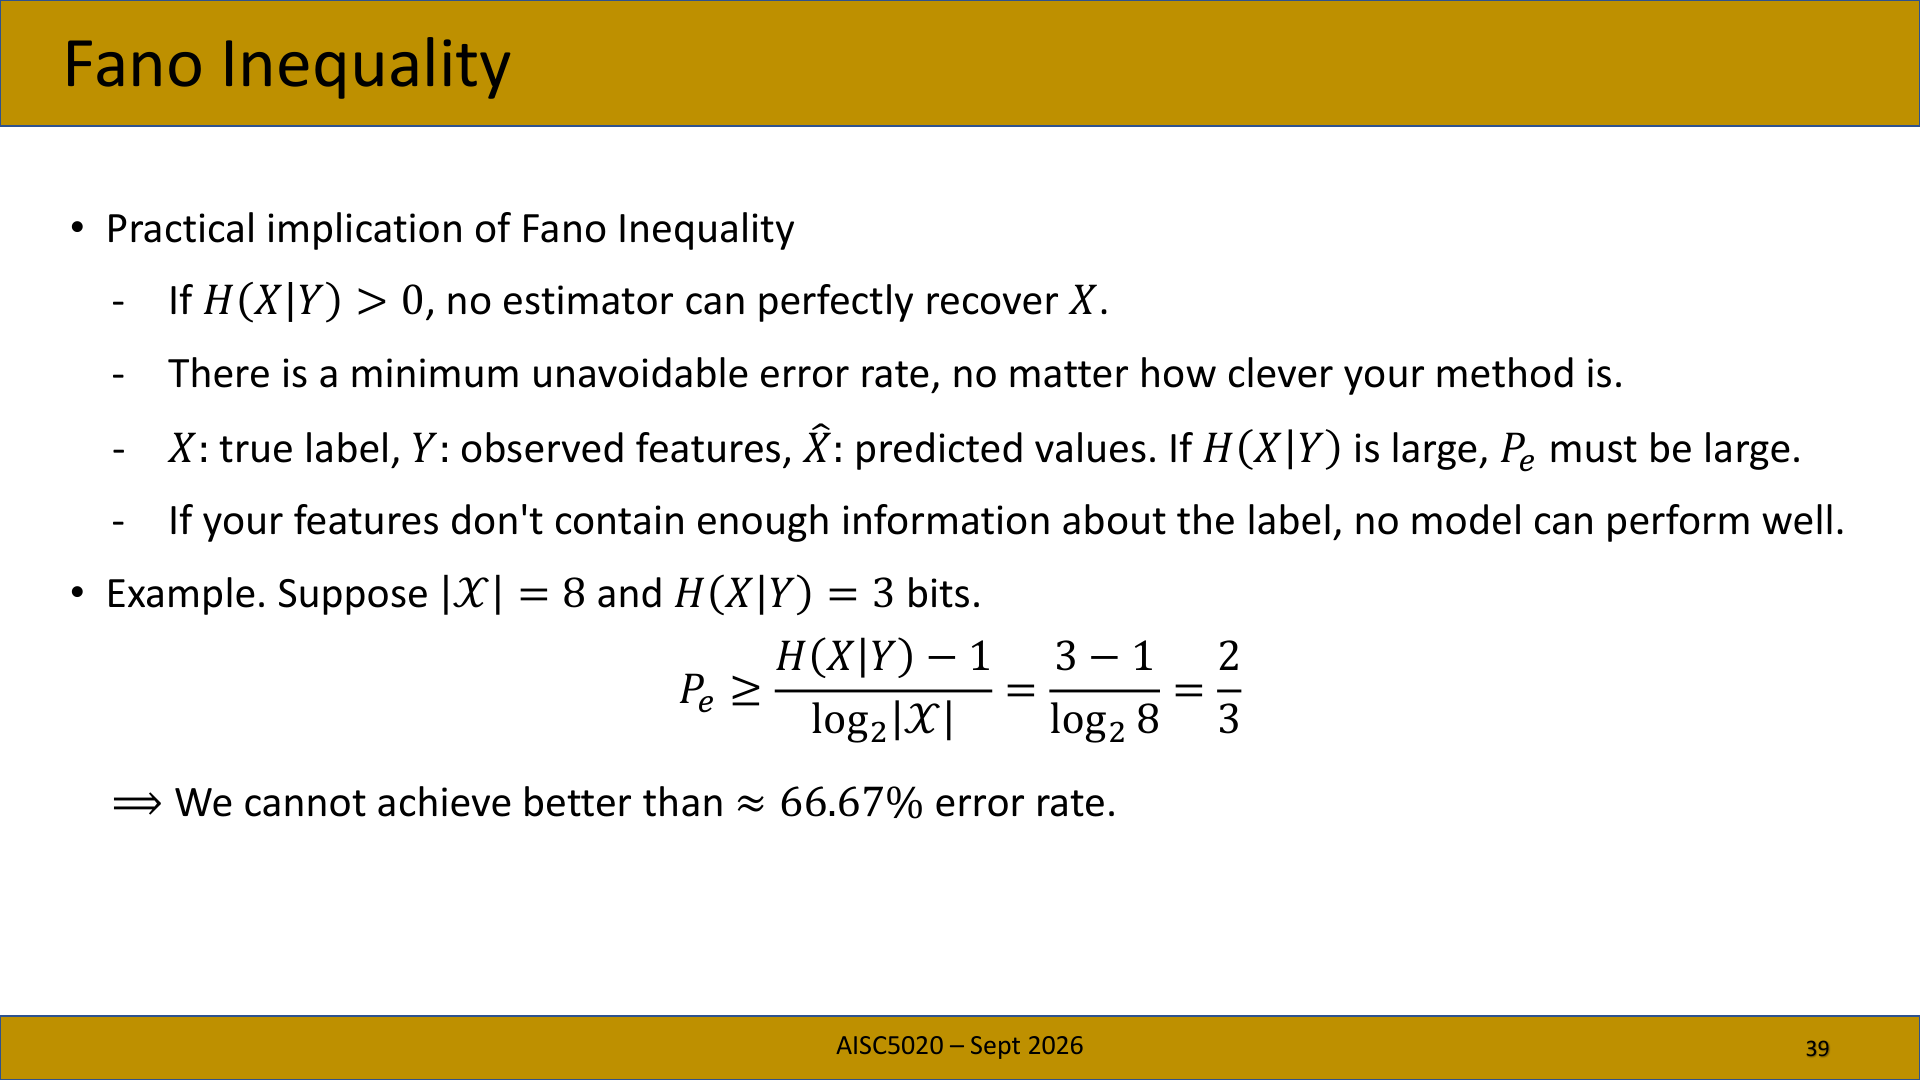 Fano Inequality
• Practical implication of Fano Inequality
- If H(X|Y) > 0, no estimator can perfectly recover X.
- There is a minimum unavoidable error rate, no matter how clever your method is.
- X: true label, Y: observed features, X̂: predicted values. If H(X|Y) is large, Pₑ must be large.
- If your features don't contain enough information about the label, no model can perform well.
• Example. Suppose |𝒳| = 8 and H(X|Y) = 3 bits.
Pₑ ≥ (H(X|Y) − 1) / (log₂|𝒳|) = (3 − 1) / (log₂ 8) = 2/3
⟹ We cannot achieve better than ≈ 66.67% error rate.
AISC5020 – Sept 2026
39